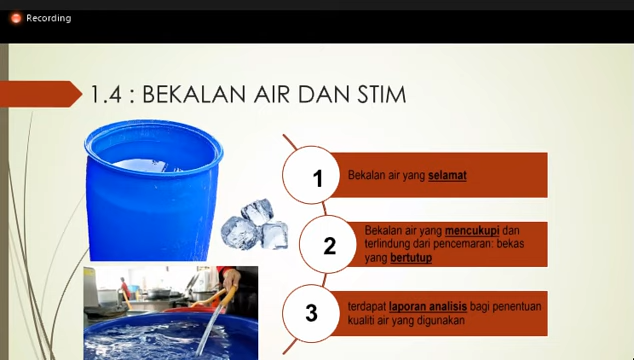 Recording
1.4 : BEKALAN AIR DAN STIM
1
Bekalan air yang selamat
2
Bekalan air yang mencukupi dan
terlindung dari pencemaran: bekas
yang bertutup
3
terdapat laporan analisis bagi penentuan
kualiti air yang digunakan